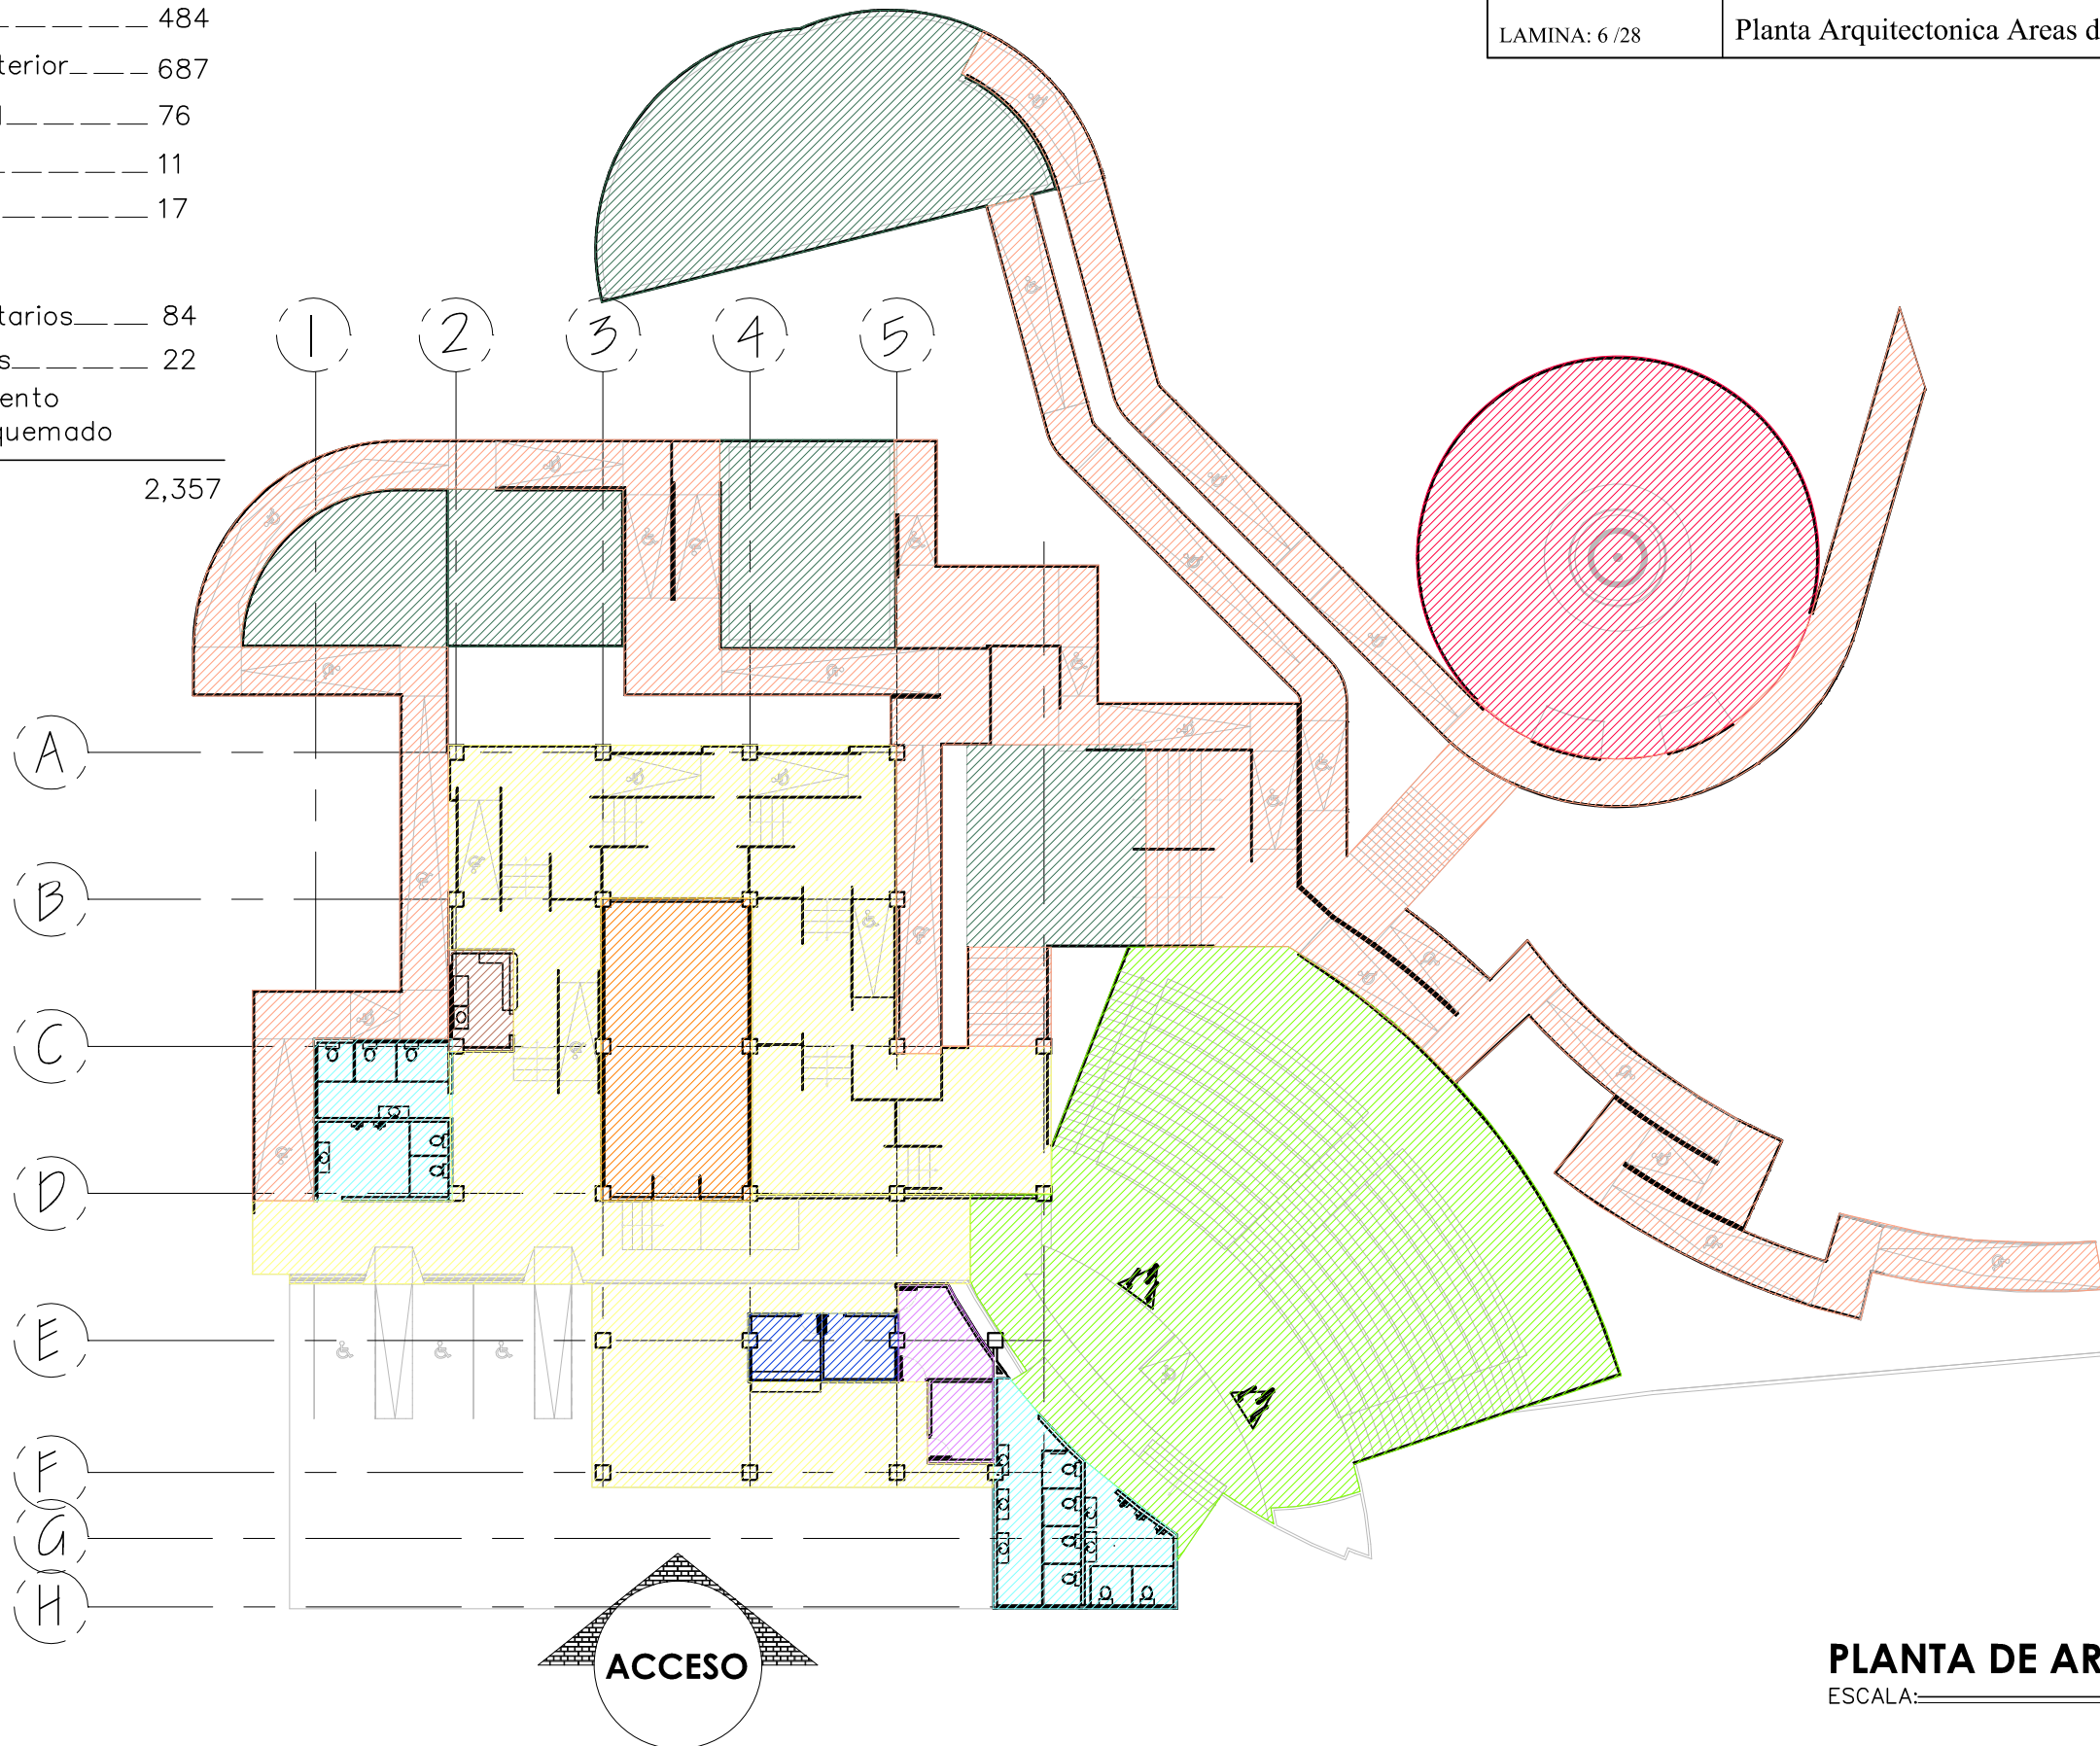 484
terior 687
76
11
17
tarios 84
s 22
ento
quemado
2,357
LAMINA: 6 /28
Planta Arquitectonica Areas d
1 2 3 4 5
A
B
C
D
E
F
G
H
ACCESO
PLANTA DE AR
ESCALA: